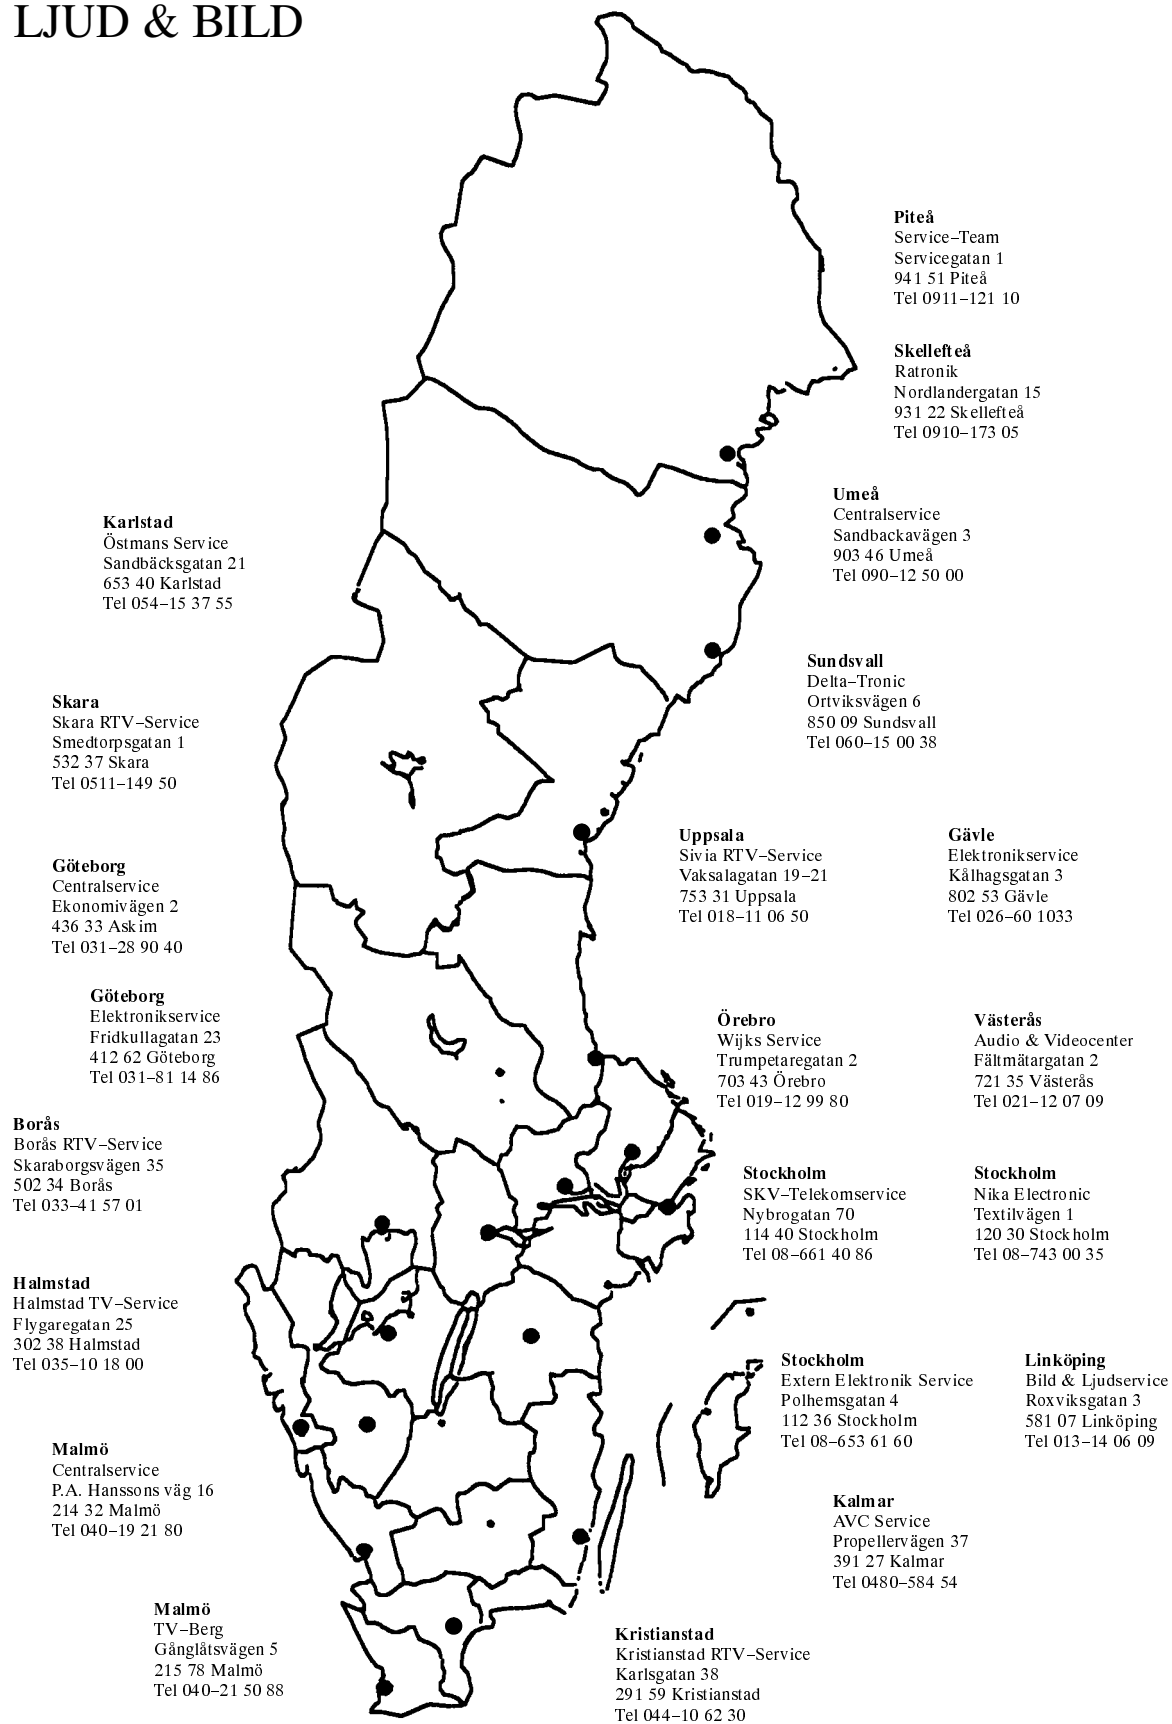 LJUD & BILD
Piteå
Service–Team
Servicegatan 1
941 51 Piteå
Tel 0911–121 10
Skellefteå
Ratronik
Nordlandergatan 15
931 22 Skellefteå
Tel 0910–173 05
Umeå
Centralservice
Sandbackavägen 3
903 46 Umeå
Tel 090–12 50 00
Karlstad
Östmans Service
Sandbäcksgatan 21
653 40 Karlstad
Tel 054–15 37 55
Sundsvall
Delta–Tronic
Ortviksvägen 6
850 09 Sundsvall
Tel 060–15 00 38
Skara
Skara RTV–Service
Smedtorpsgatan 1
532 37 Skara
Tel 0511–149 50
Uppsala
Sivia RTV–Service
Vaksalagatan 19–21
753 31 Uppsala
Tel 018–11 06 50
Gävle
Elektronikservice
Kålhagsgatan 3
802 53 Gävle
Tel 026–60 1033
Göteborg
Centralservice
Ekonomivägen 2
436 33 Askim
Tel 031–28 90 40
Göteborg
Elektronikservice
Fridkullagatan 23
412 62 Göteborg
Tel 031–81 14 86
Örebro
Wijks Service
Trumpetaregatan 2
703 43 Örebro
Tel 019–12 99 80
Västerås
Audio & Videocenter
Fältmätargatan 2
721 35 Västerås
Tel 021–12 07 09
Borås
Borås RTV–Service
Skaraborgsvägen 35
502 34 Borås
Tel 033–41 57 01
Stockholm
SKV–Telekomservice
Nybrogatan 70
114 40 Stockholm
Tel 08–661 40 86
Stockholm
Nika Electronic
Textilvägen 1
120 30 Stockholm
Tel 08–743 00 35
Halmstad
Halmstad TV–Service
Flygaregatan 25
302 38 Halmstad
Tel 035–10 18 00
Stockholm
Extern Elektronik Service
Polhemsgatan 4
112 36 Stockholm
Tel 08–653 61 60
Linköping
Bild & Ljudservice
Roxviksgatan 3
581 07 Linköping
Tel 013–14 06 09
Malmö
Centralservice
P.A. Hanssons väg 16
214 32 Malmö
Tel 040–19 21 80
Kalmar
AVC Service
Propellervägen 37
391 27 Kalmar
Tel 0480–584 54
Malmö
TV–Berg
Gånglåtsvägen 5
215 78 Malmö
Tel 040–21 50 88
Kristianstad
Kristianstad RTV–Service
Karlsgatan 38
291 59 Kristianstad
Tel 044–10 62 30